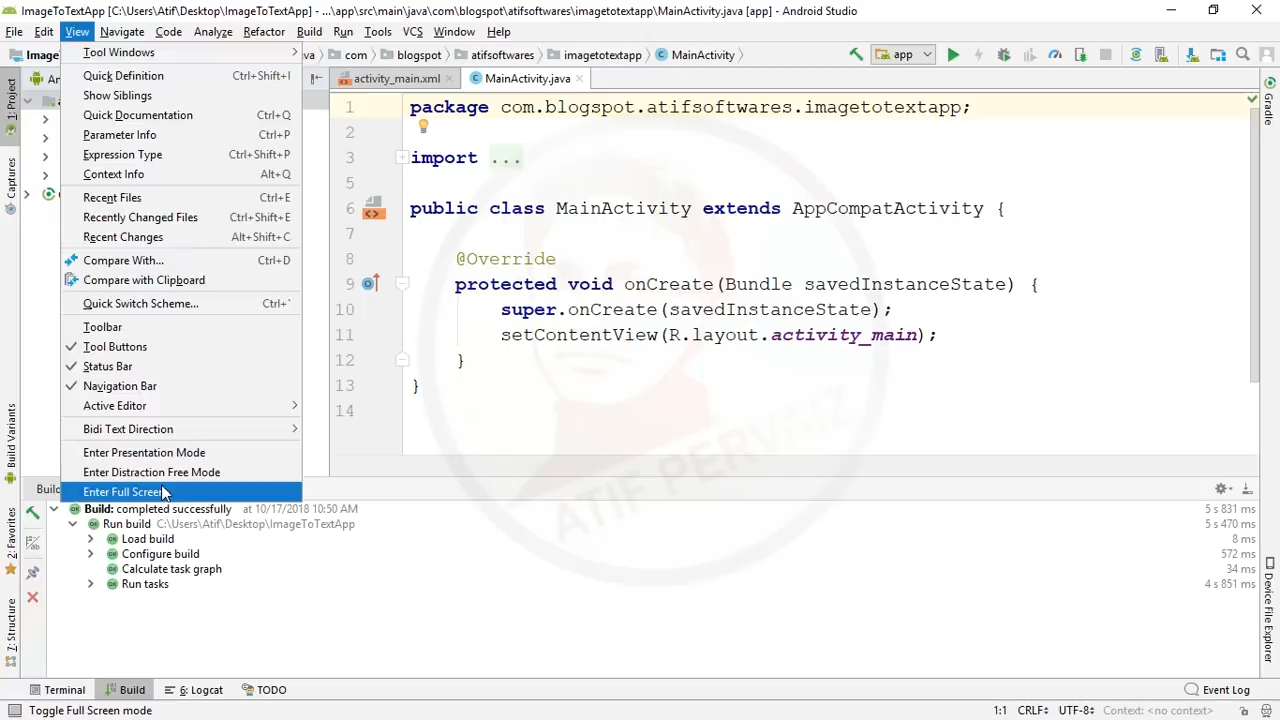 ImageToTextApp [C:\Users\Atif\Desktop\ImageToTextApp] - ...\app\src\main\java\com\blogspot\atifsoftwares\imagetotextapp\MainActivity.java [app] - Android Studio
File Edit View Navigate Code Analyze Refactor Build Run Tools VCS Window Help
com blogspot atifsoftwares imagetotextapp MainActivity app
activity_main.xml MainActivity.java
Tool Windows
Quick Definition Ctrl+Shift+I
Show Siblings
Quick Documentation Ctrl+Q
Parameter Info Ctrl+P
Expression Type Ctrl+Shift+P
Context Info Alt+Q
Recent Files Ctrl+E
Recently Changed Files Ctrl+Shift+E
Recent Changes Alt+Shift+C
Compare With... Ctrl+D
Compare with Clipboard
Quick Switch Scheme... Ctrl+`
Toolbar
Tool Buttons
Status Bar
Navigation Bar
Active Editor
Bidi Text Direction
Enter Presentation Mode
Enter Distraction Free Mode
Enter Full Screen
1 package com.blogspot.atifsoftwares.imagetotextapp;
2
3 import ...
5
6 public class MainActivity extends AppCompatActivity {
7
8 @Override
9 protected void onCreate(Bundle savedInstanceState) {
10 super.onCreate(savedInstanceState);
11 setContentView(R.layout.activity_main);
12 }
13 }
14
ATIF PERVAIZ
1: Project
Captures
Build Variants
2: Favorites
Z: Structure
Gradle
Device File Explorer
Build
Build: completed successfully at 10/17/2018 10:50 AM 5 s 831 ms
Run build C:\Users\Atif\Desktop\ImageToTextApp 5 s 470 ms
Load build 8 ms
Configure build 572 ms
Calculate task graph 34 ms
Run tasks 4 s 851 ms
Terminal Build 6: Logcat TODO Event Log
Toggle Full Screen mode 1:1 CRLF UTF-8 Context: <no context>